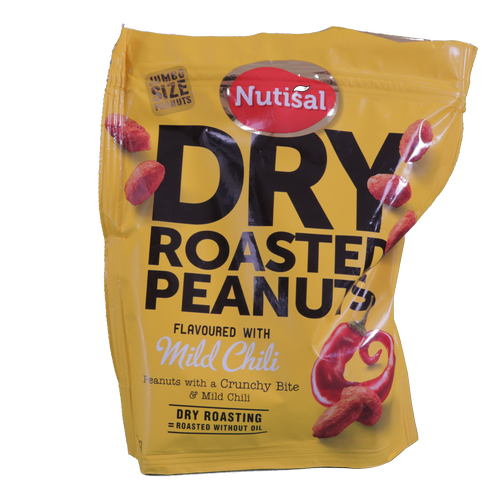 JUMBO
SIZE
PEANUTS
Nutisal
DRY
ROASTED
PEANUTS
FLAVOURED WITH
Mild Chili
Peanuts with a Crunchy Bite
& Mild Chili
DRY ROASTING
= ROASTED WITHOUT OIL